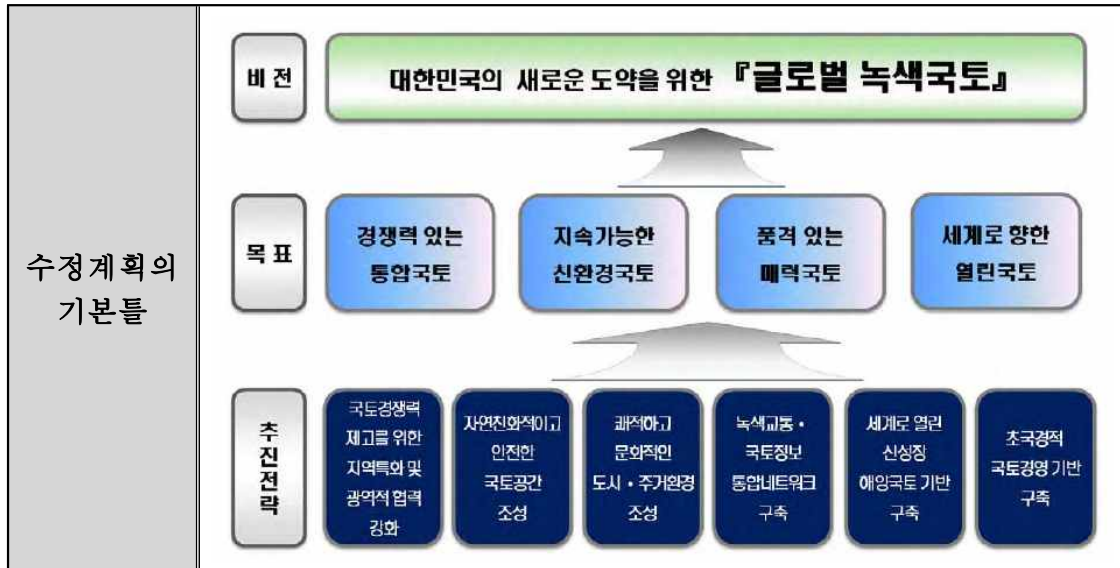 수정계획의
기본틀
비 전
대한민국의 새로운 도약을 위한 『글로벌 녹색국토』
목 표
경쟁력 있는
통합국토
지속가능한
신환경국토
품격 있는
매력국토
세계로 향한
열린국토
추
진
전
략
국토경쟁력
제고를 위한
지역특화 및
광역적 협력
강화
자연친화적이고
안전한
국토공간
조성
쾌적하고
문화적인
도시・주거환경
조성
녹색교통・
국토정보
통합네트워크
구축
세계로 열린
신성장
해양국토 기반
구축
초국경적
국토경영 기반
구축